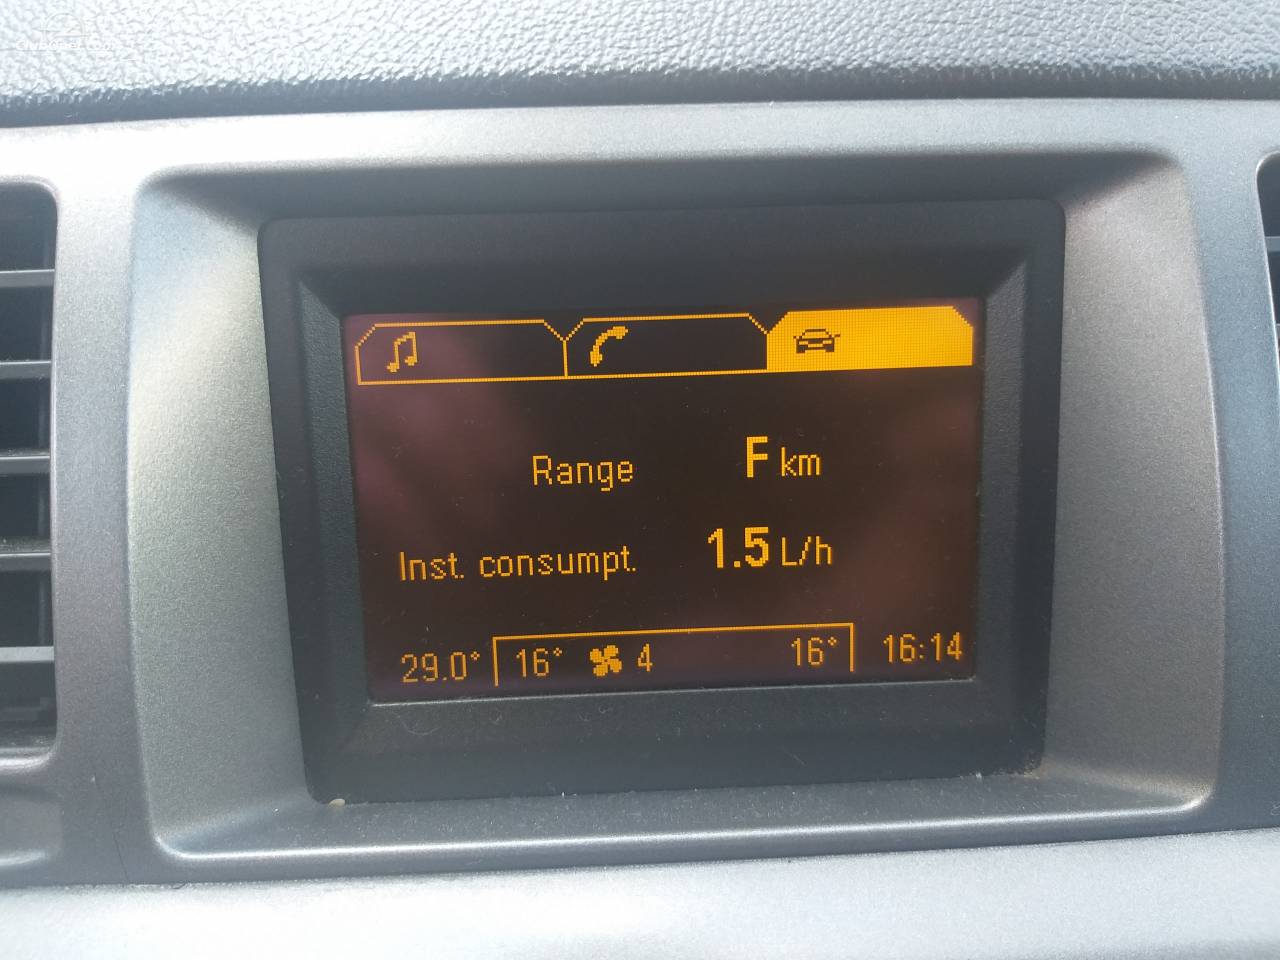 Range F km
Inst. consumpt. 1.5 L/h
29.0° 16° 4 16° 16:14